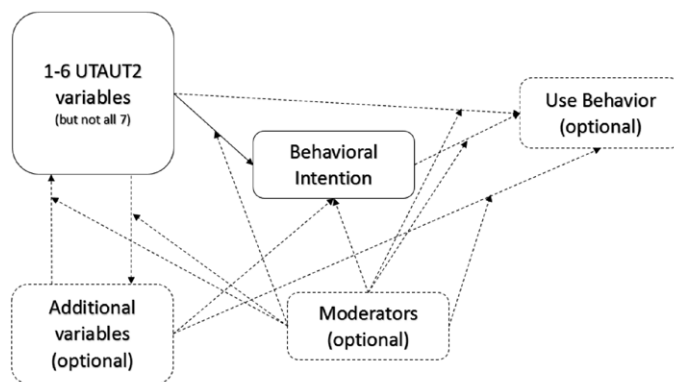 1-6 UTAUT2
variables
(but not all 7)
Use Behavior
(optional)
Behavioral
Intention
Additional
variables
(optional)
Moderators
(optional)